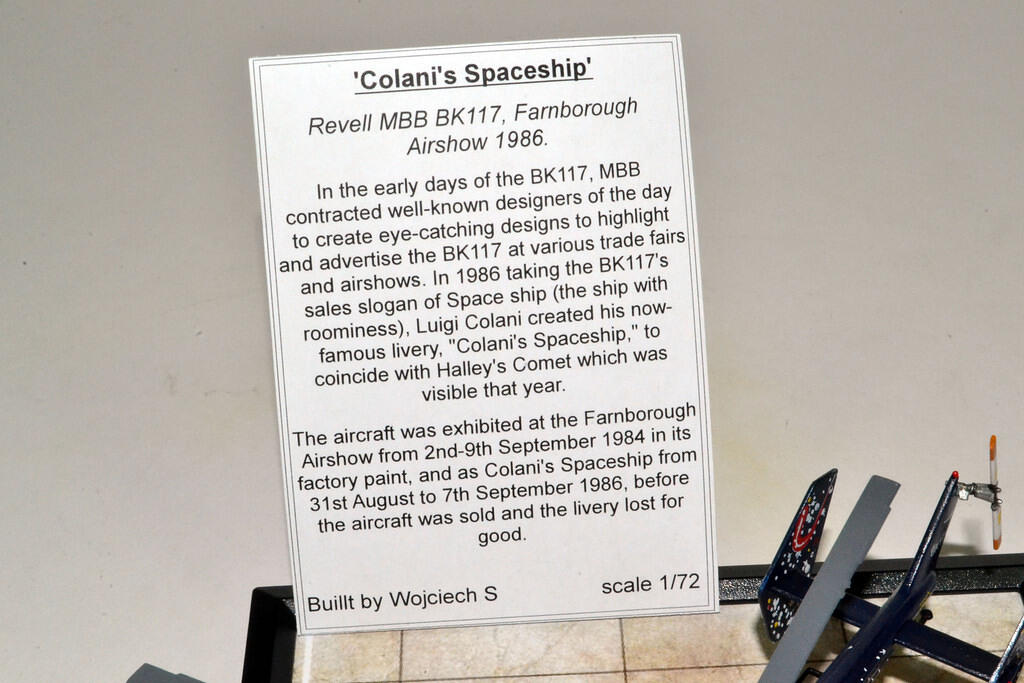 'Colani's Spaceship'
Revell MBB BK117, Farnborough
Airshow 1986.
In the early days of the BK117, MBB
contracted well-known designers of the day
to create eye-catching designs to highlight
and advertise the BK117 at various trade fairs
and airshows. In 1986 taking the BK117's
sales slogan of Space ship (the ship with
roominess), Luigi Colani created his now-
famous livery, "Colani's Spaceship," to
coincide with Halley's Comet which was
visible that year.
The aircraft was exhibited at the Farnborough
Airshow from 2nd-9th September 1984 in its
factory paint, and as Colani's Spaceship from
31st August to 7th September 1986, before
the aircraft was sold and the livery lost for
good.
Buillt by Wojciech S scale 1/72